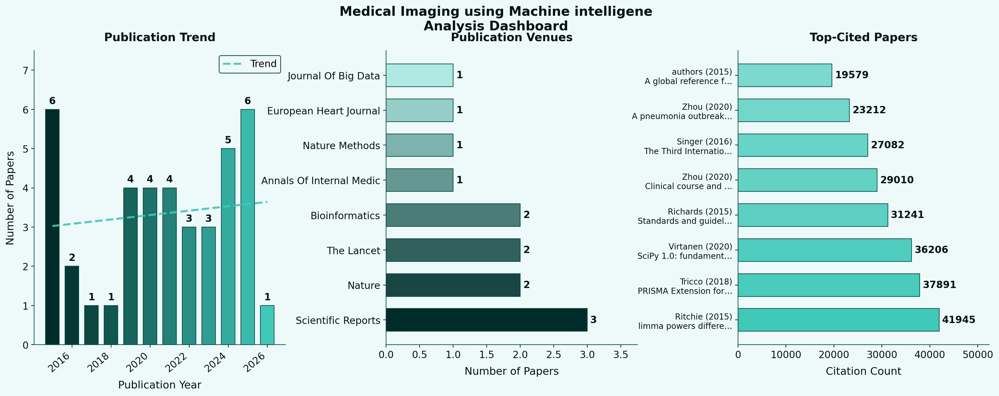 Medical Imaging using Machine intelligene
Analysis Dashboard
Publication Trend
Trend
7
6
5
4
3
2
1
0
Number of Papers
6
2
1
1
4
4
4
3
3
5
6
1
2016
2018
2020
2022
2024
2026
Publication Year
Publication Venues
Journal Of Big Data
1
European Heart Journal
1
Nature Methods
1
Annals Of Internal Medic
1
Bioinformatics
2
The Lancet
2
Nature
2
Scientific Reports
3
0.0
0.5
1.0
1.5
2.0
2.5
3.0
3.5
Number of Papers
Top-Cited Papers
authors (2015)
A global reference f...
19579
Zhou (2020)
A pneumonia outbreak...
23212
Singer (2016)
The Third Internatio...
27082
Zhou (2020)
Clinical course and ...
29010
Richards (2015)
Standards and guidel...
31241
Virtanen (2020)
SciPy 1.0: fundament...
36206
Tricco (2018)
PRISMA Extension for...
37891
Ritchie (2015)
limma powers differe...
41945
0
10000
20000
30000
40000
50000
Citation Count